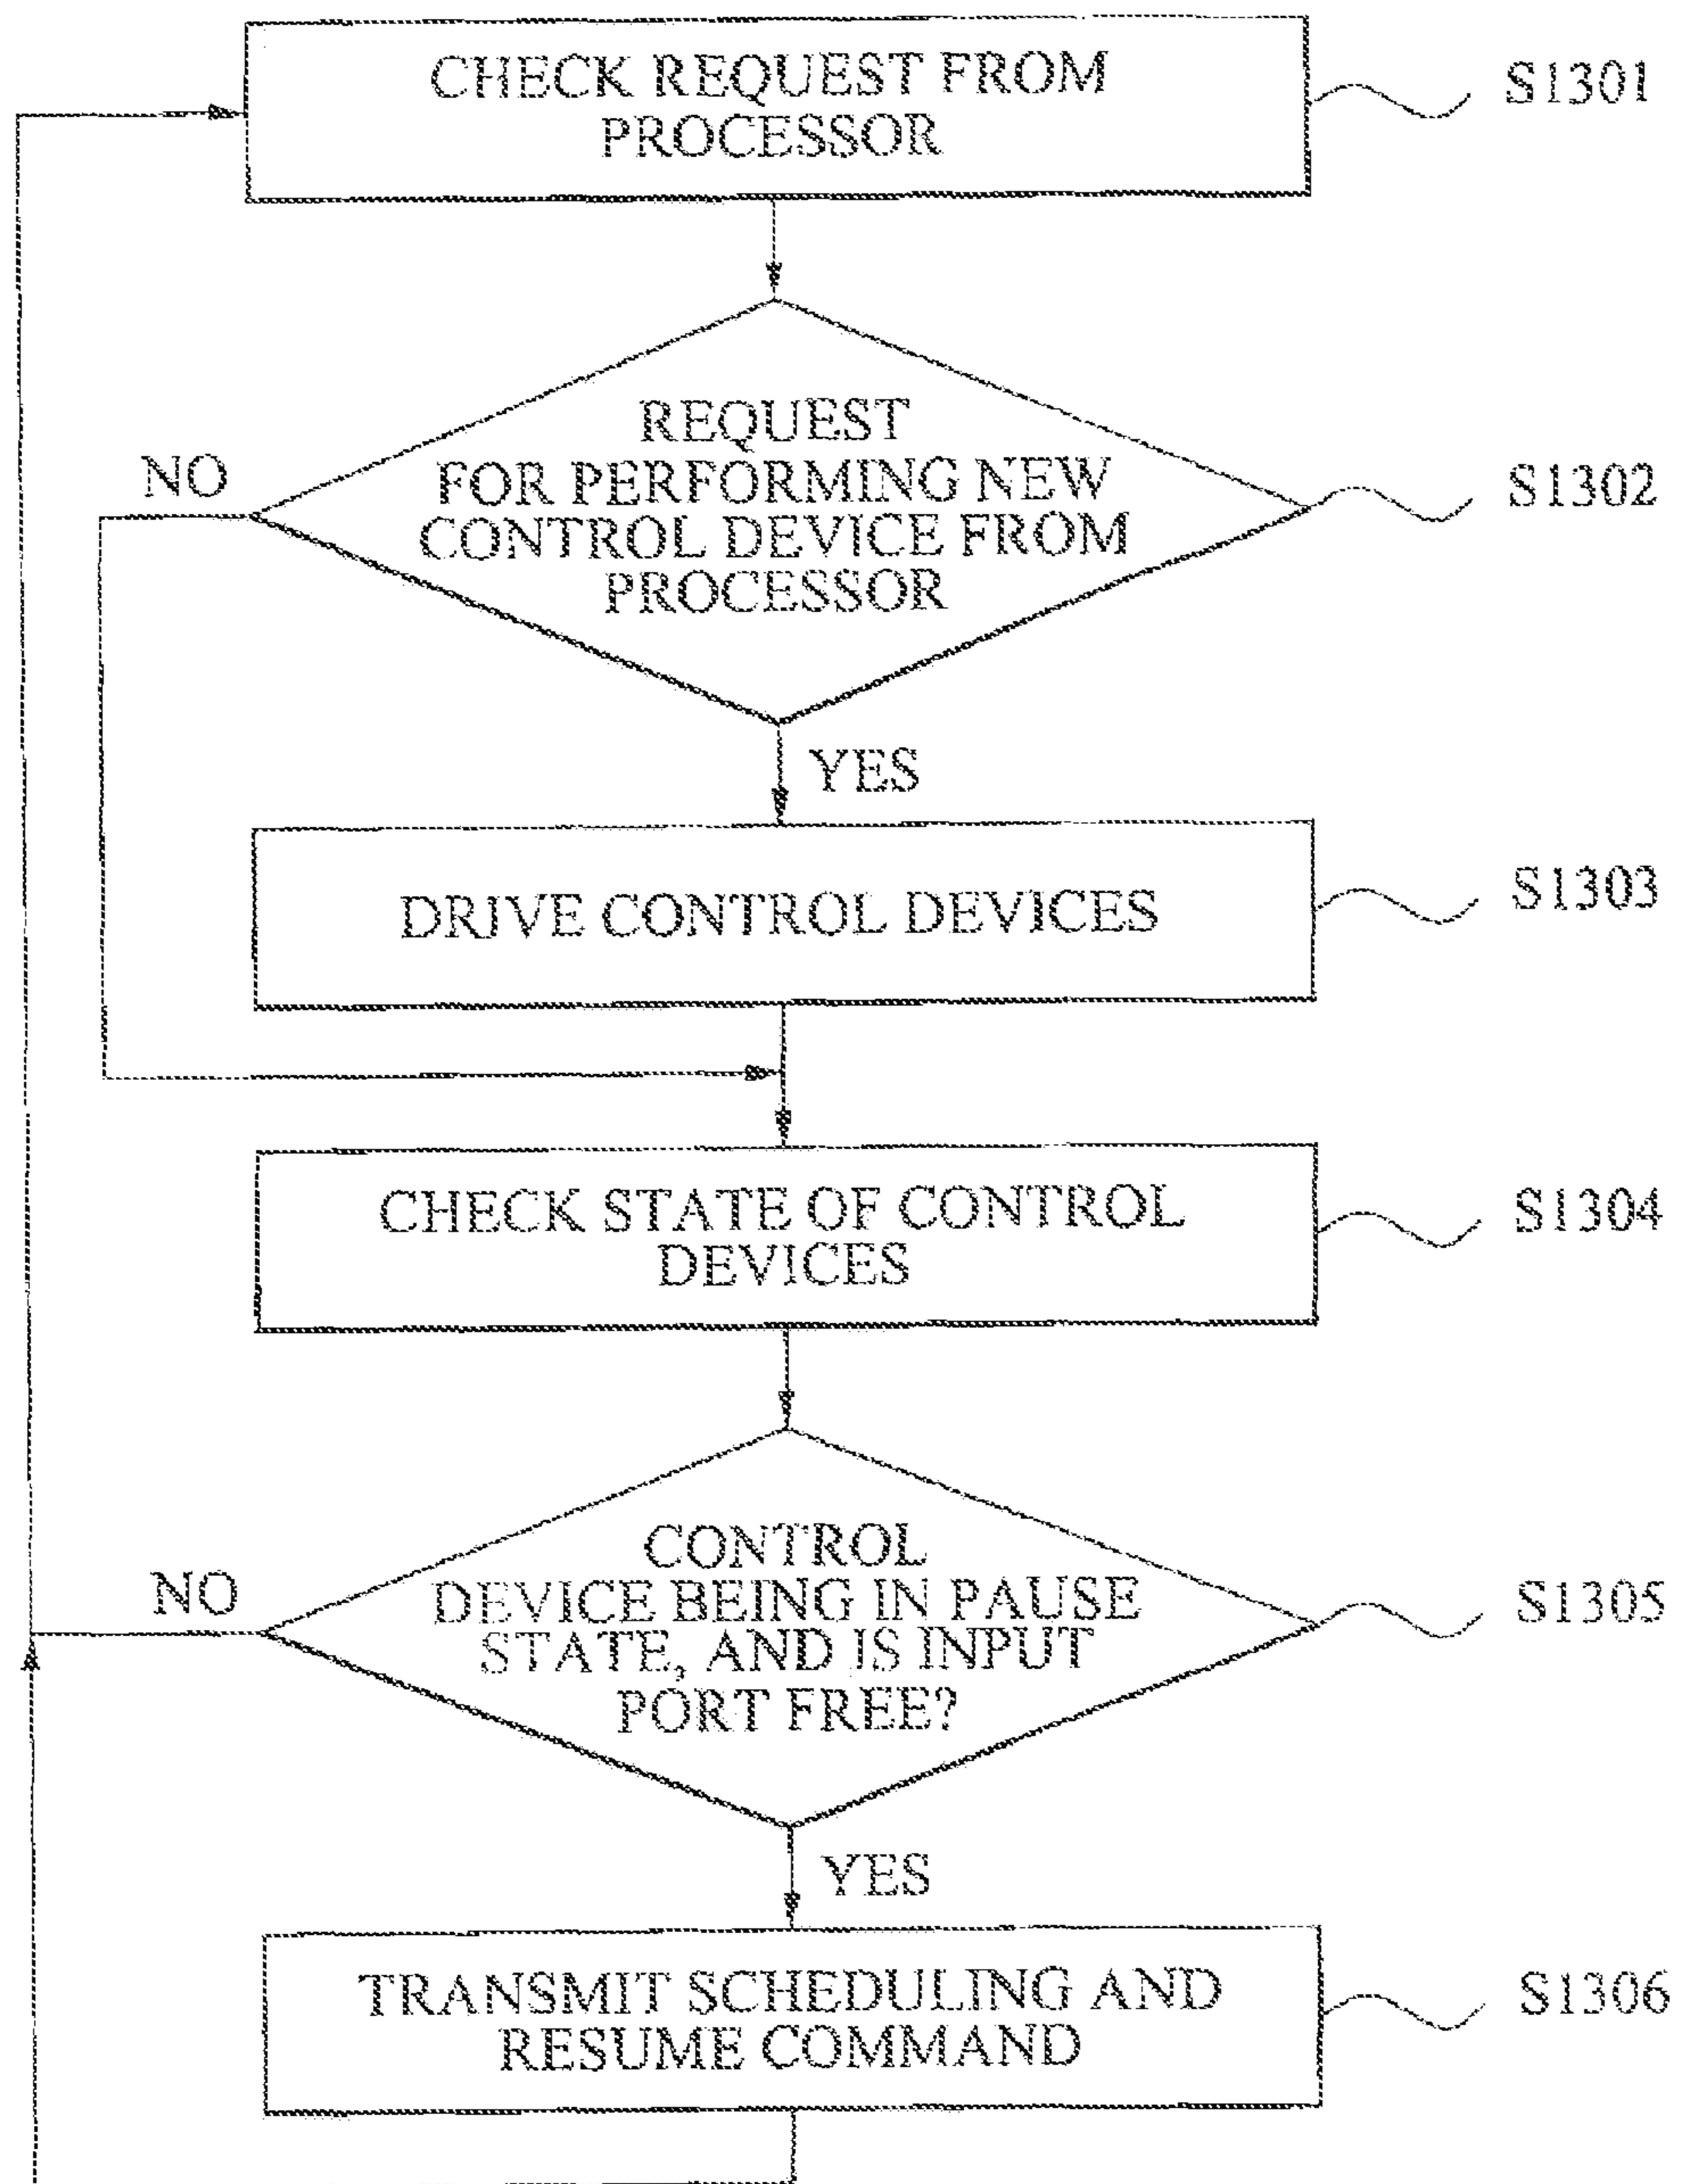 CHECK REQUEST FROM
PROCESSOR
S1301
REQUEST
FOR PERFORMING NEW
CONTROL DEVICE FROM
PROCESSOR
S1302
NO
YES
DRIVE CONTROL DEVICES
S1303
CHECK STATE OF CONTROL
DEVICES
S1304
CONTROL
DEVICE BEING IN PAUSE
STATE, AND IS INPUT
PORT FREE?
S1305
NO
YES
TRANSMIT SCHEDULING AND
RESUME COMMAND
S1306